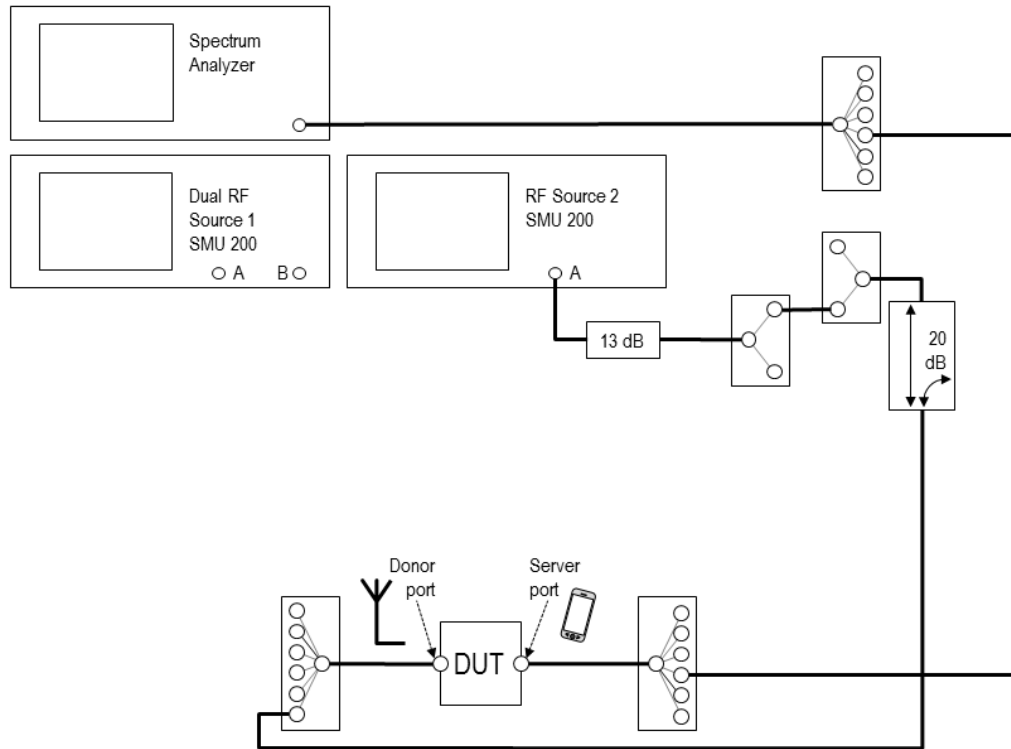 Spectrum
Analyzer
Dual RF
Source 1
SMU 200
A
B
RF Source 2
SMU 200
A
13 dB
20
dB
Donor
port
Server
port
DUT